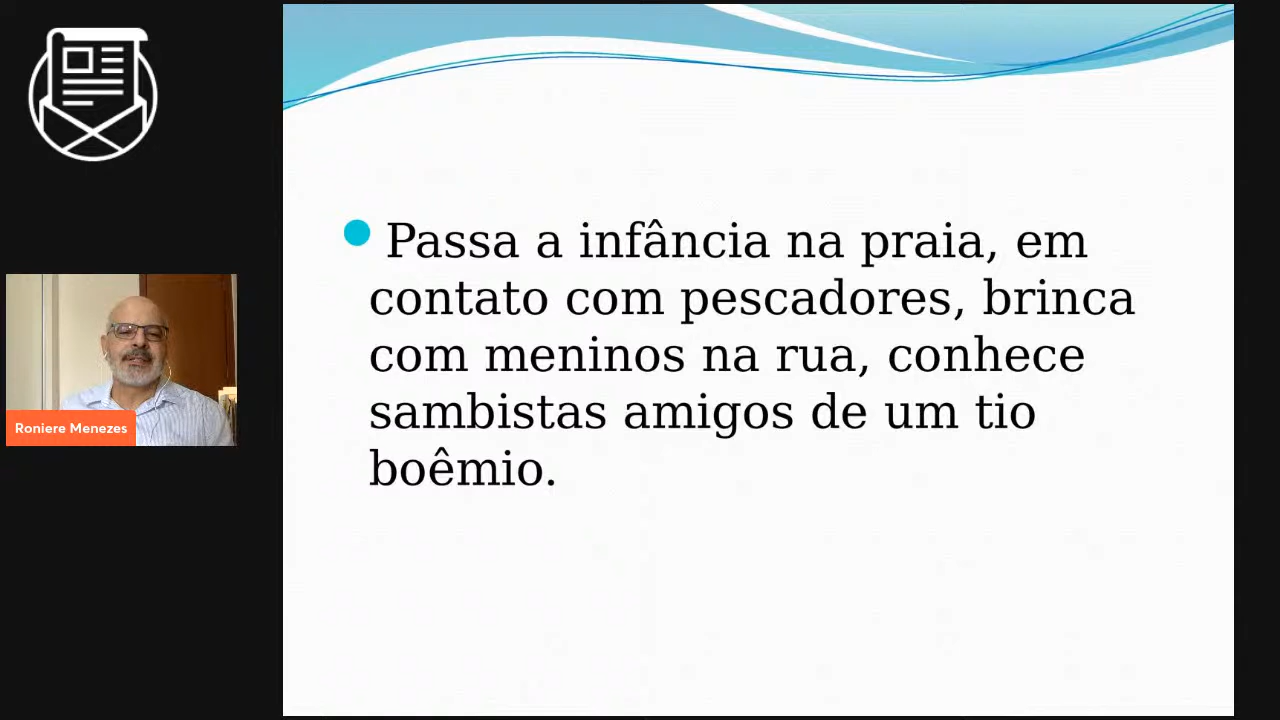 Passa a infância na praia, em
contato com pescadores, brinca
com meninos na rua, conhece
sambistas amigos de um tio
boêmio.
Roniere Menezes